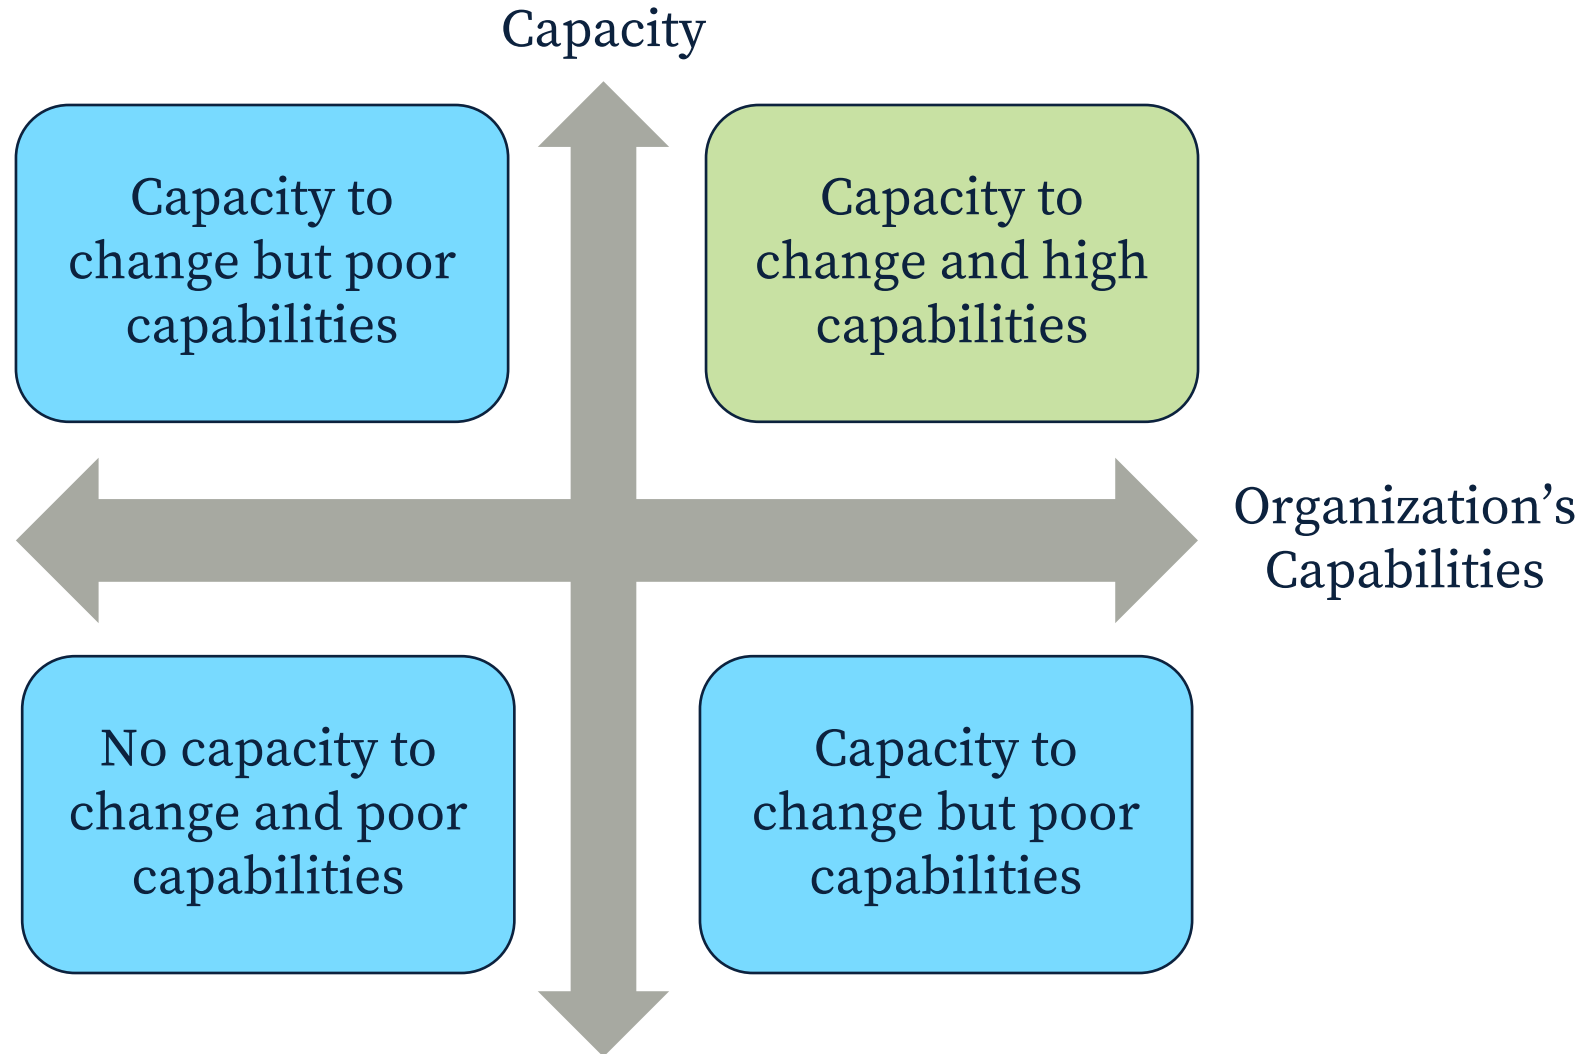 Capacity
Capacity to
change but poor
capabilities
Capacity to
change and high
capabilities
Organization’s
Capabilities
No capacity to
change and poor
capabilities
Capacity to
change but poor
capabilities